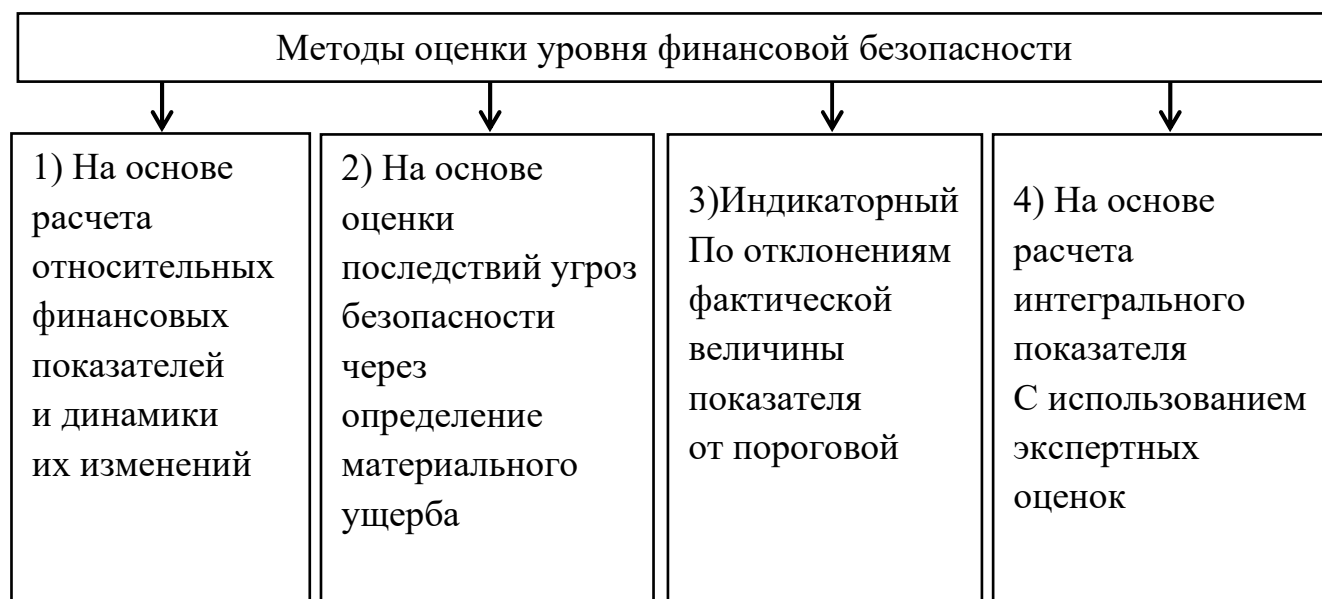 Методы оценки уровня финансовой безопасности
1) На основе
расчета
относительных
финансовых
показателей
и динамики
их изменений
2) На основе
оценки
последствий угроз
безопасности
через
определение
материального
ущерба
3)Индикаторный
По отклонениям
фактической
величины
показателя
от пороговой
4) На основе
расчета
интегрального
показателя
С использованием
экспертных
оценок